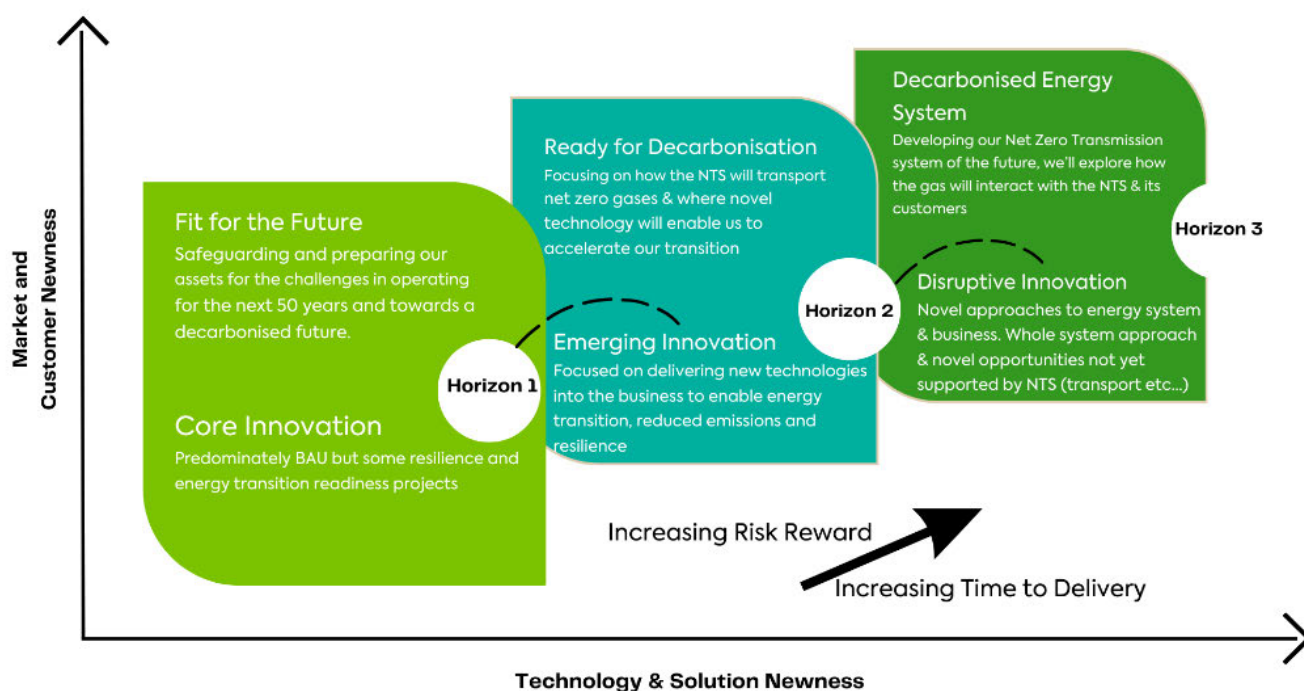 Market and
Customer Newness
Fit for the Future
Safeguarding and preparing our
assets for the challenges in operating
for the next 50 years and towards a
decarbonised future.
Core Innovation
Predominately BAU but some resilience and
energy transition readiness projects
Horizon 1
Ready for Decarbonisation
Focusing on how the NTS will transport
net zero gases & where novel
technology will enable us to
accelerate our transition
Emerging Innovation
Focused on delivering new technologies
into the business to enable energy
transition, reduced emissions and
resilience
Horizon 2
Decarbonised Energy
System
Developing our Net Zero Transmission
system of the future, we'll explore how
the gas will interact with the NTS & its
customers
Disruptive Innovation
Novel approaches to energy system
& business. Whole system approach
& novel opportunities not yet
supported by NTS (transport etc...)
Horizon 3
Increasing Risk Reward
Increasing Time to Delivery
Technology & Solution Newness